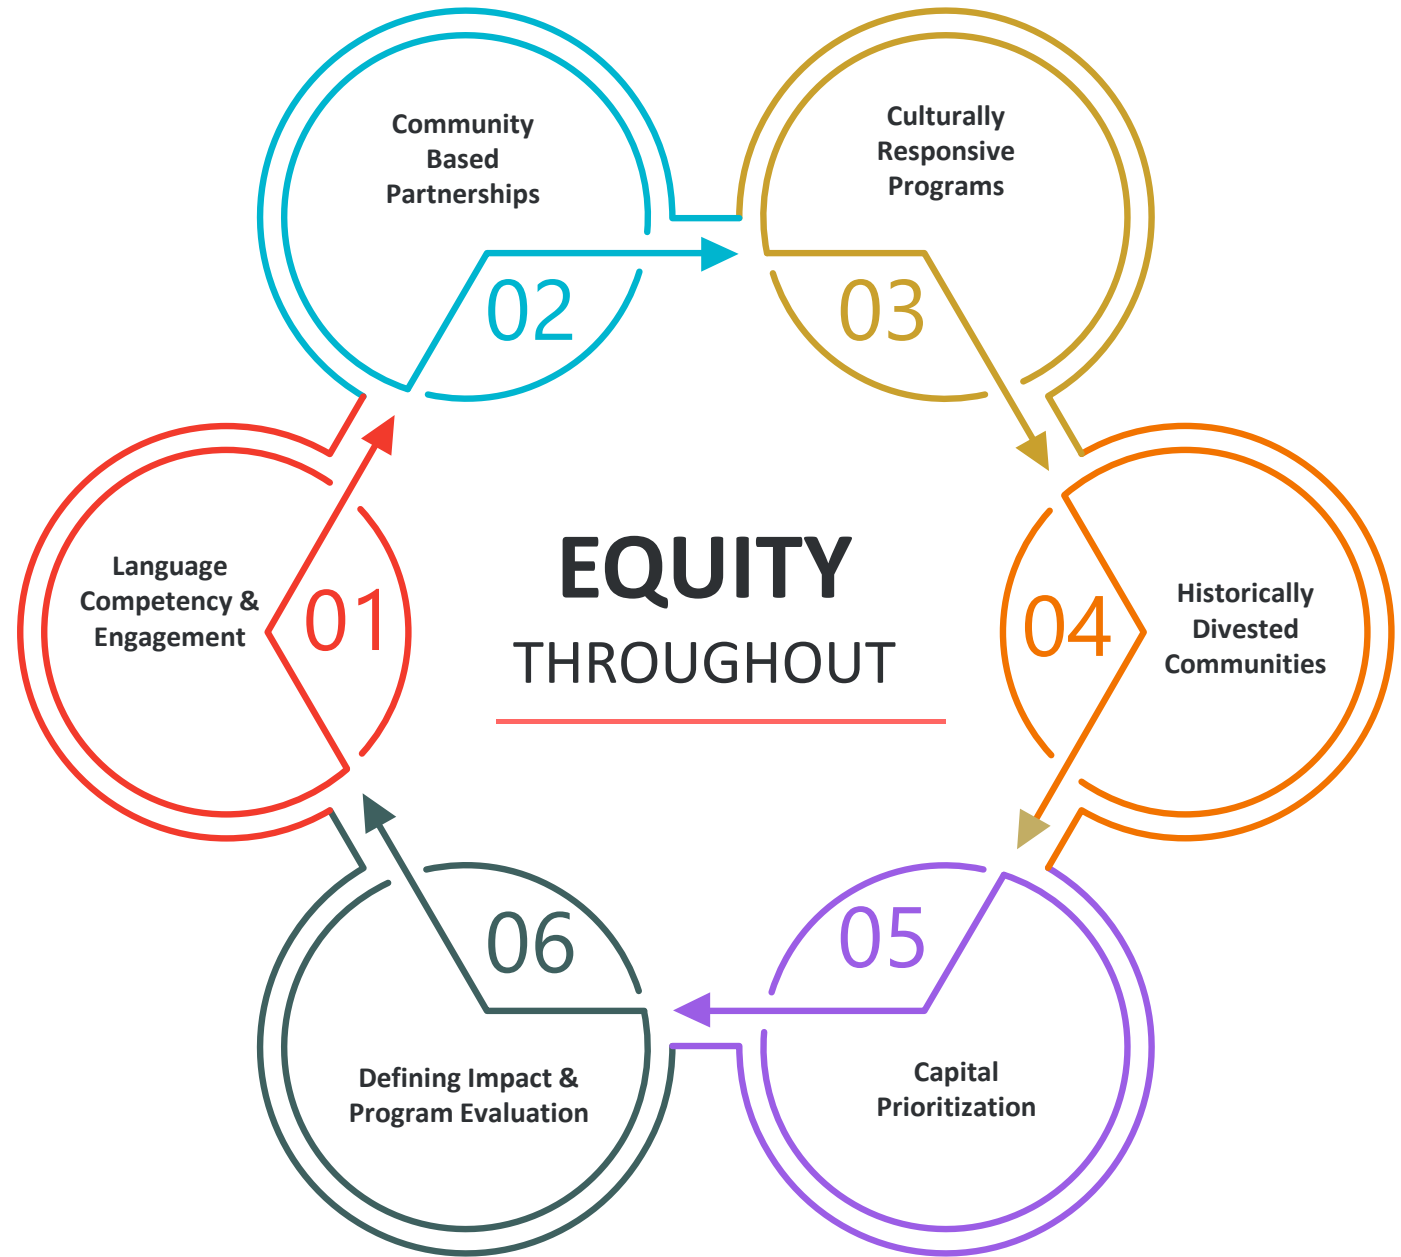 EQUITY
THROUGHOUT
01
Language
Competency &
Engagement
02
Community
Based
Partnerships
03
Culturally
Responsive
Programs
04
Historically
Divested
Communities
05
Capital
Prioritization
06
Defining Impact &
Program Evaluation